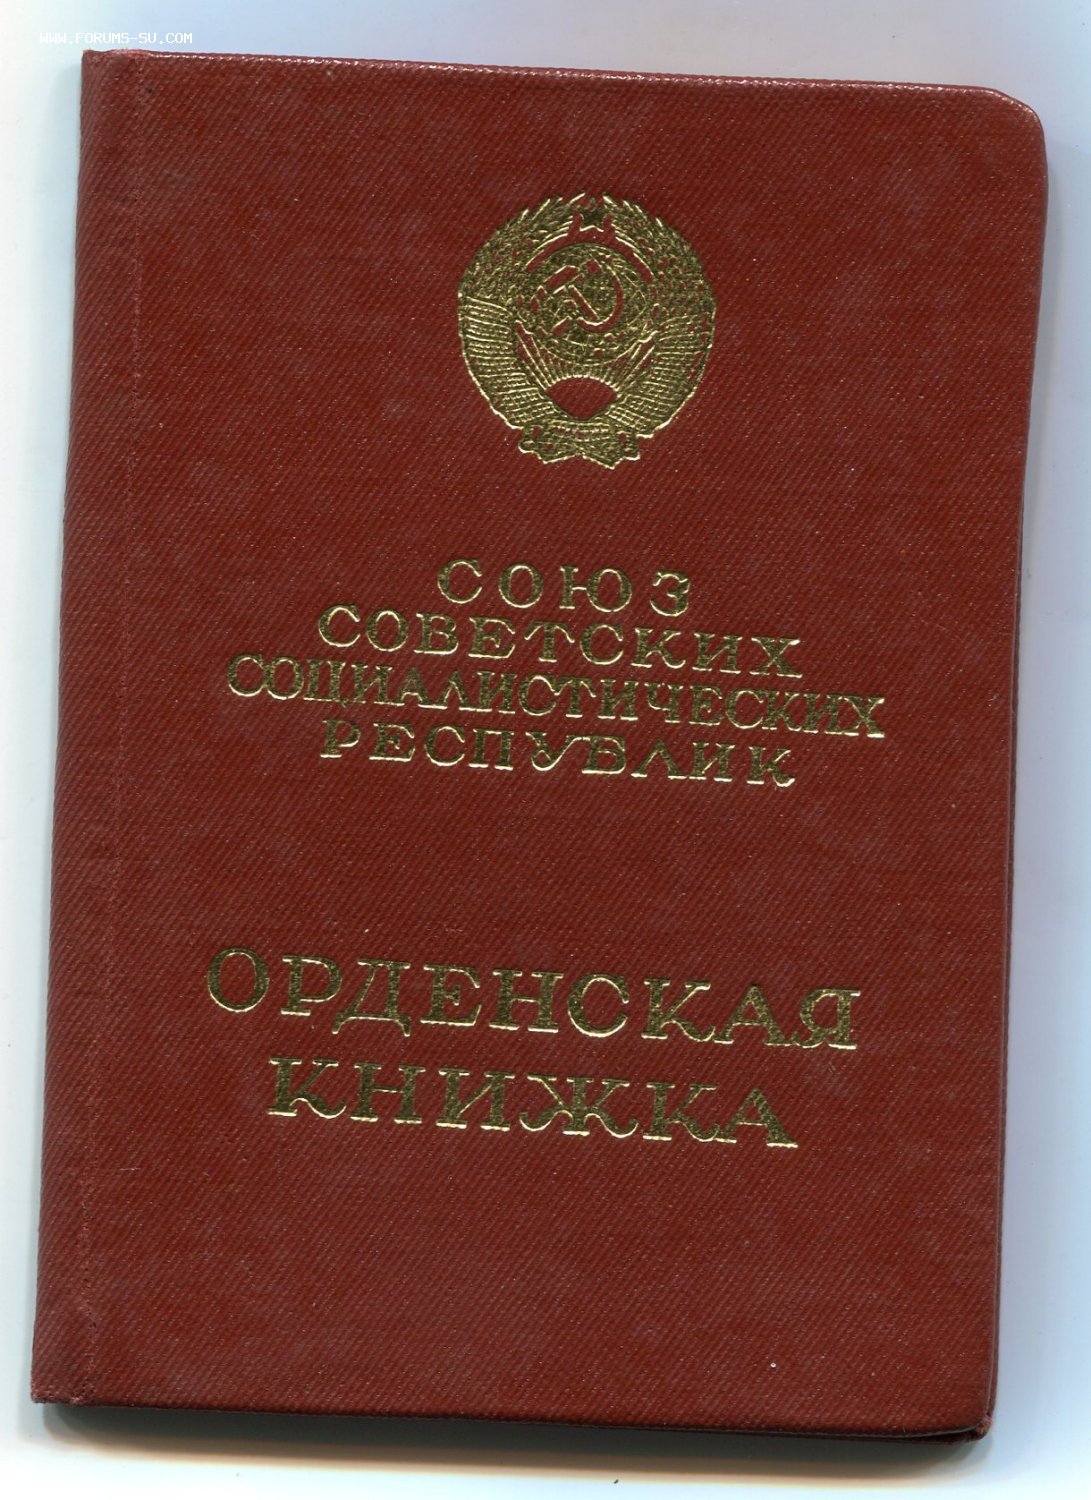 WWW.FORUMS-SU.COM
СОЮЗ
СОВЕТСКИХ
СОЦИАЛИСТИЧЕСКИХ
РЕСПУБЛИК
ОРДЕНСКАЯ
КНИЖКА